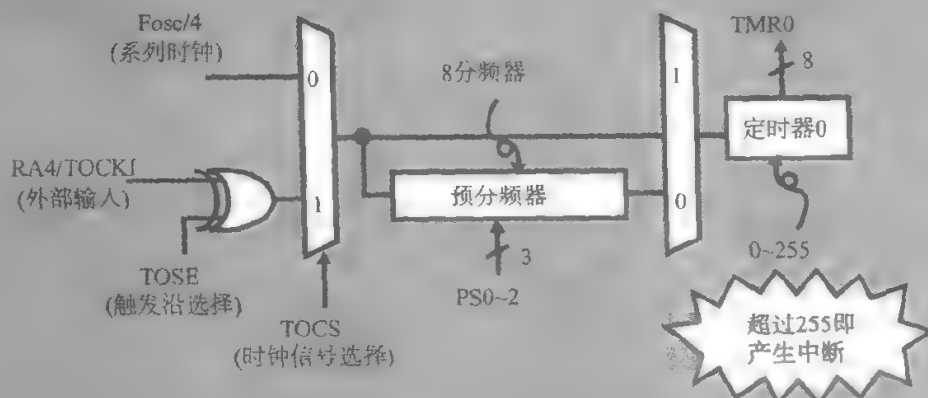 Fosc/4
(系列时钟)
0
RA4/TOCKI
(外部输入)
1
TOSE
(触发沿选择)
TOCS
(时钟信号选择)
8分频器
预分频器
3
PS0~2
1
0
TMR0
8
定时器0
0~255
超过255即
产生中断